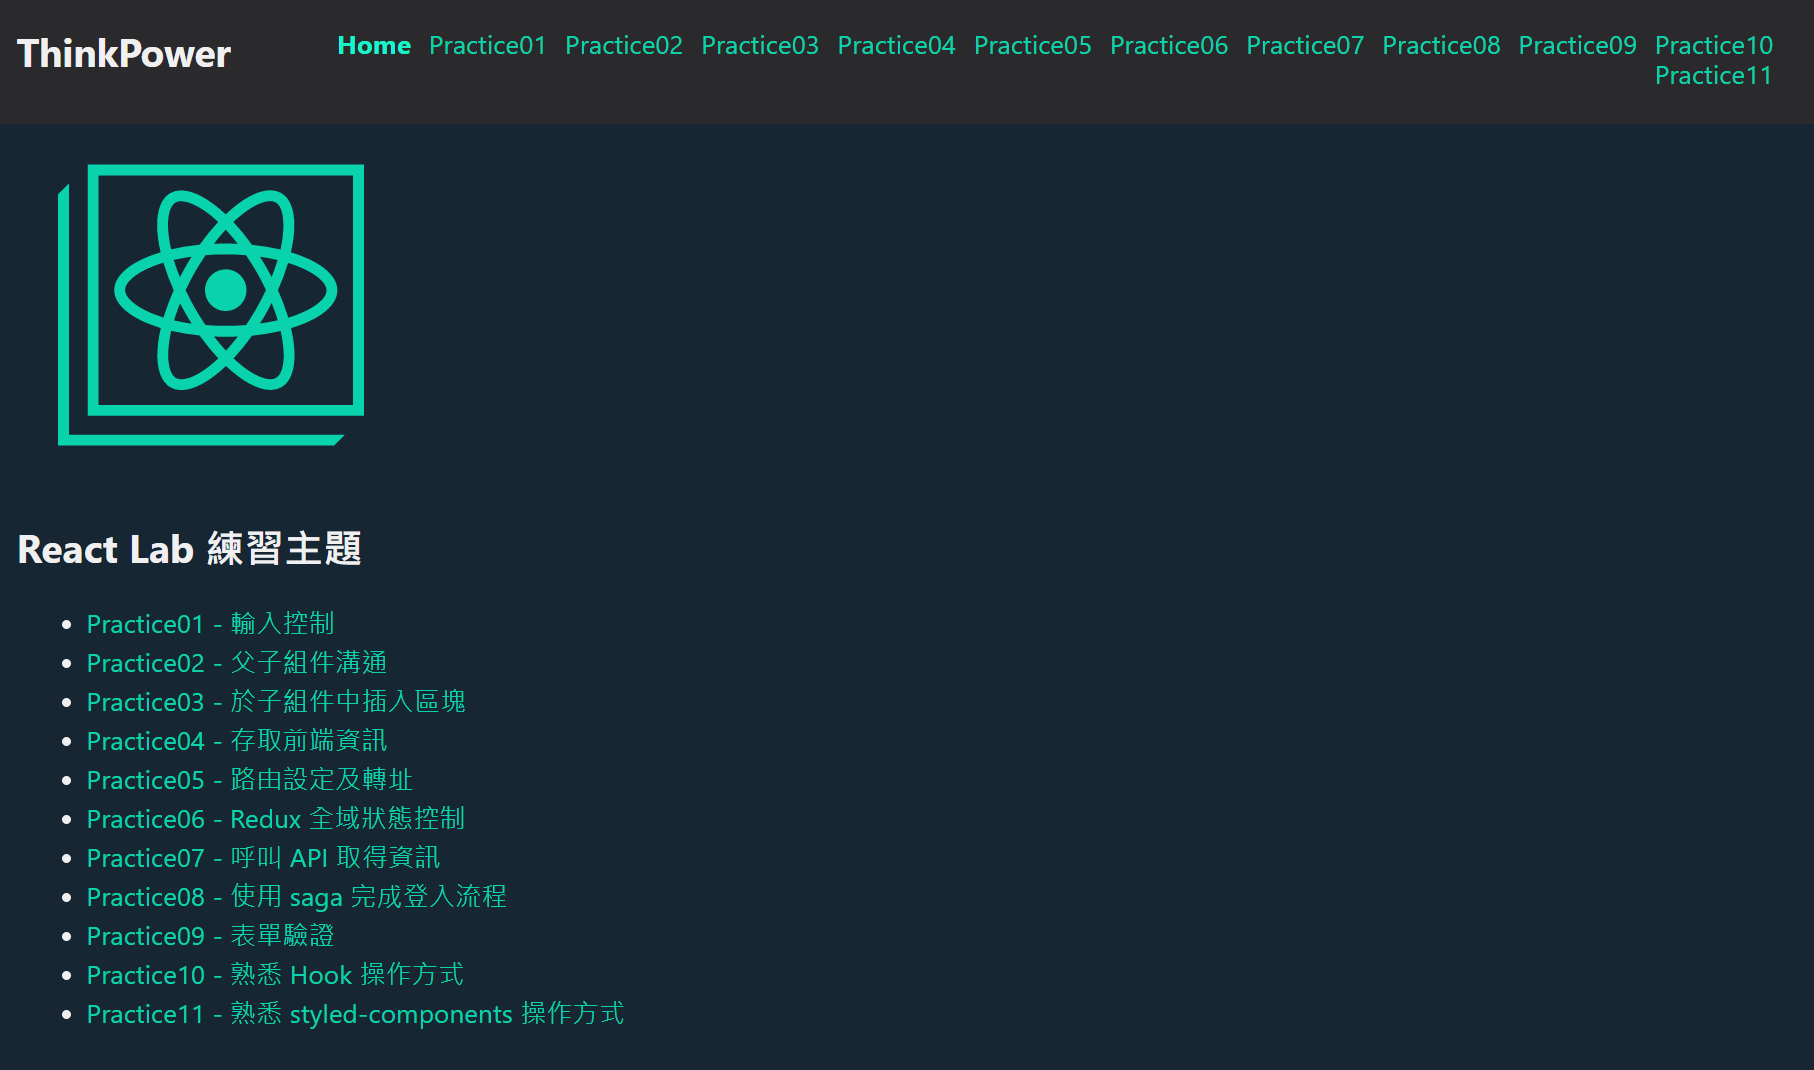 ThinkPower
Home Practice01 Practice02 Practice03 Practice04 Practice05 Practice06 Practice07 Practice08 Practice09 Practice10
Practice11
React Lab 練習主題
Practice01 - 輸入控制
Practice02 - 父子組件溝通
Practice03 - 於子組件中插入區塊
Practice04 - 存取前端資訊
Practice05 - 路由設定及轉址
Practice06 - Redux 全域狀態控制
Practice07 - 呼叫 API 取得資訊
Practice08 - 使用 saga 完成登入流程
Practice09 - 表單驗證
Practice10 - 熟悉 Hook 操作方式
Practice11 - 熟悉 styled-components 操作方式